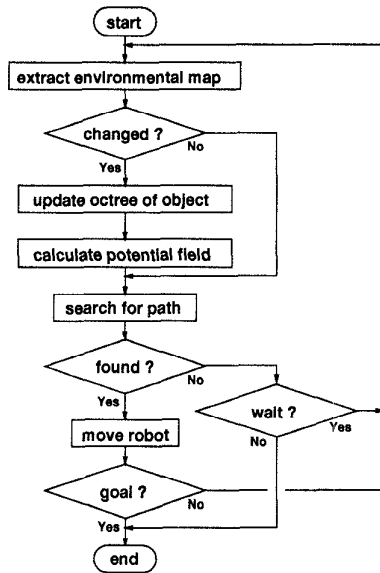 start
extract environmental map
changed ?
Yes
No
update octree of object
calculate potential field
search for path
found ?
Yes
No
wait ?
No
Yes
move robot
goal ?
Yes
No
end